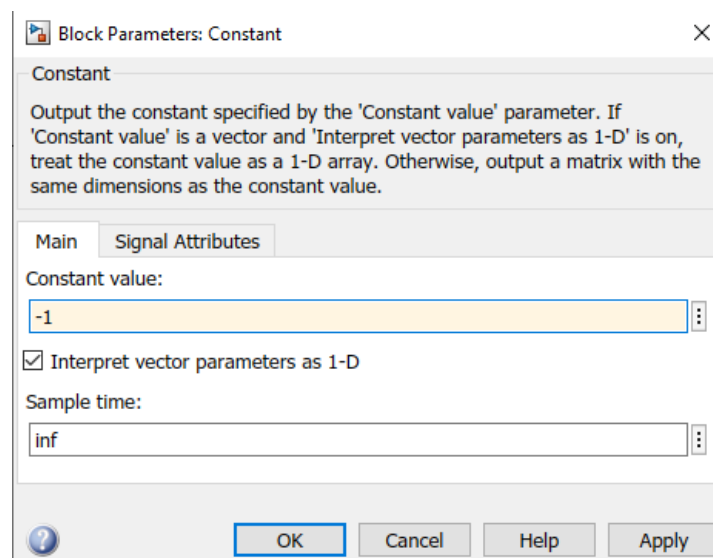 Block Parameters: Constant
Constant
Output the constant specified by the 'Constant value' parameter. If
'Constant value' is a vector and 'Interpret vector parameters as 1-D' is on,
treat the constant value as a 1-D array. Otherwise, output a matrix with the
same dimensions as the constant value.
Main Signal Attributes
Constant value:
-1
Interpret vector parameters as 1-D
Sample time:
inf
OK Cancel Help Apply